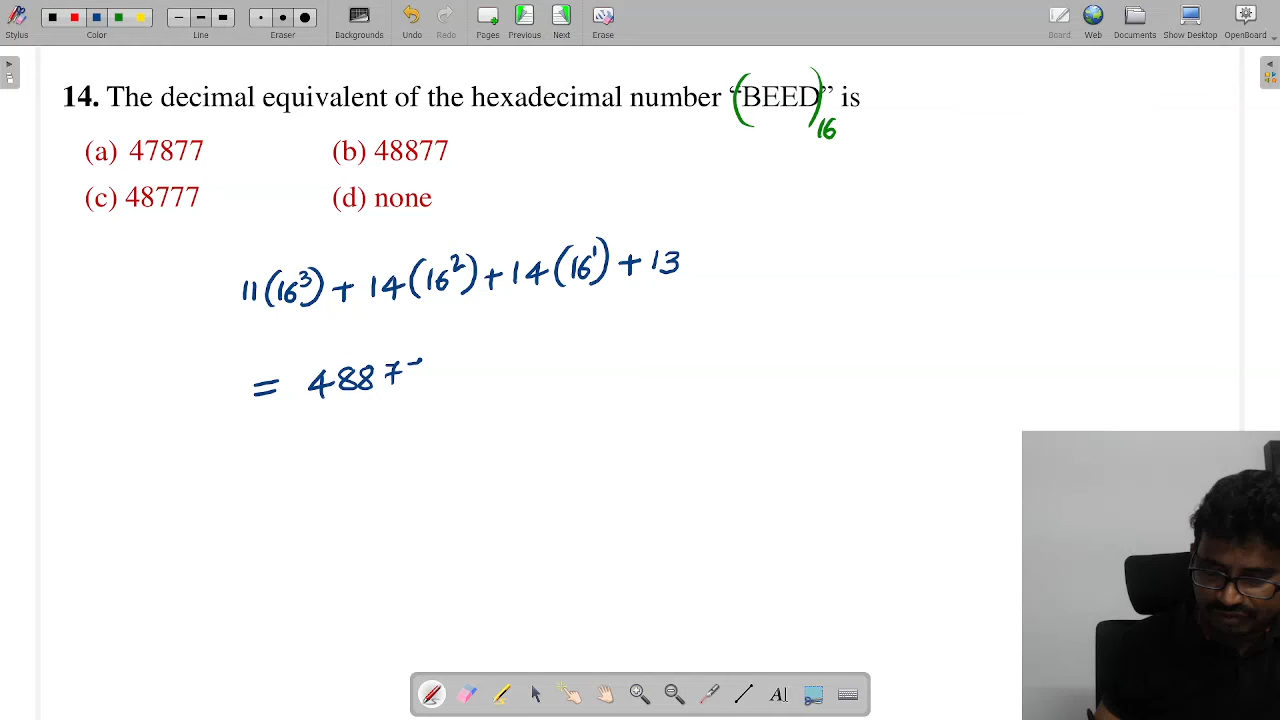 Stylus Color Line Eraser Backgrounds Undo Redo Pages Previous Next Erase Board Web Documents Show Desktop OpenBoard
14. The decimal equivalent of the hexadecimal number “(BEED)₁₆” is
(a) 47877 (b) 48877
(c) 48777 (d) none
11(16³) + 14(16²) + 14(16¹) + 13
= 4887
AI